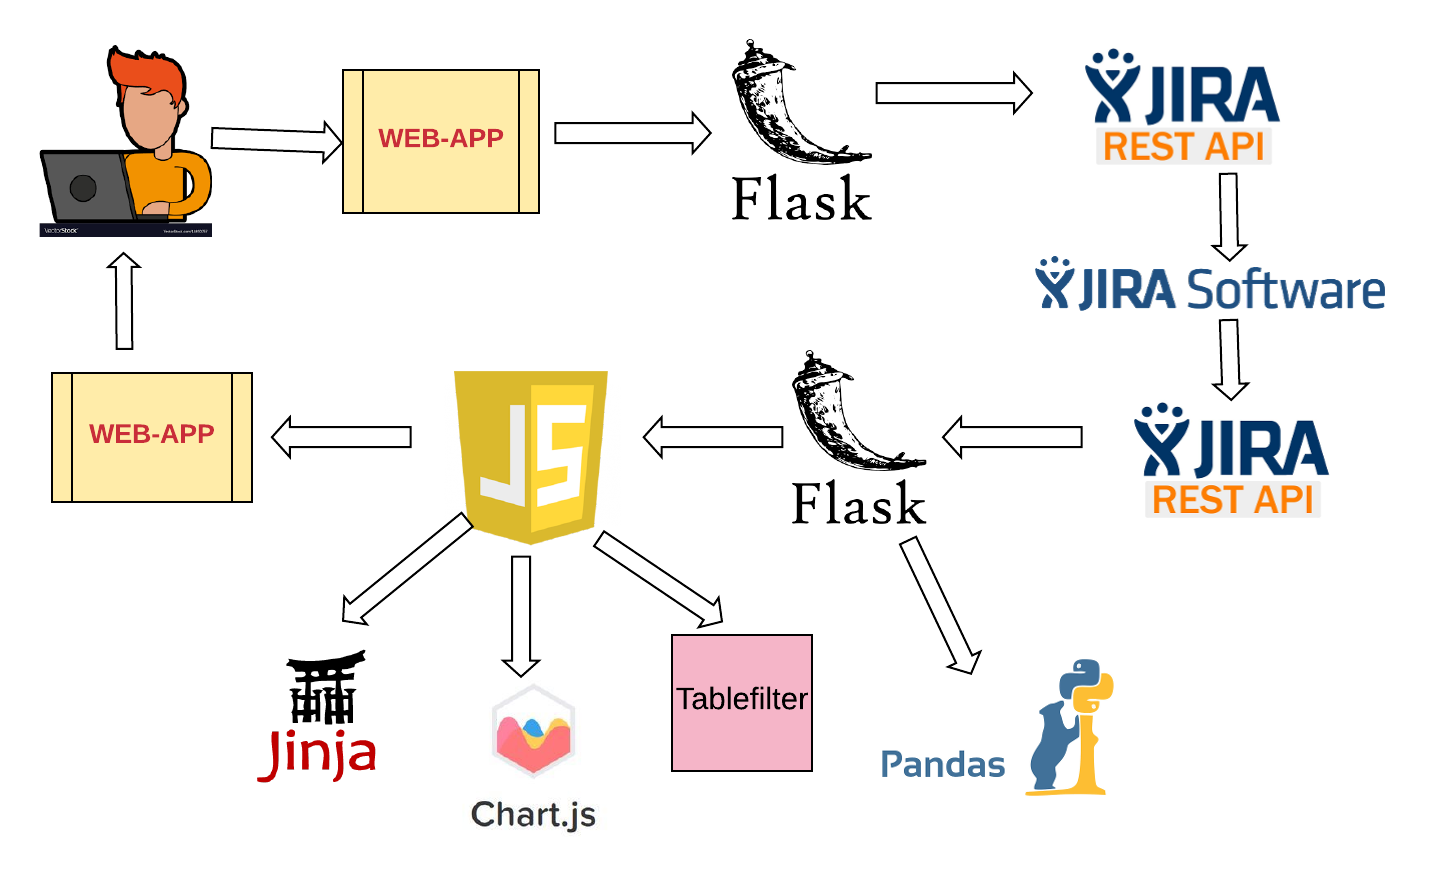 WEB-APP
Flask
JIRA
REST API
VectorStock®
JIRA Software
WEB-APP
JS
Flask
JIRA
REST API
Jinja
Chart.js
Tablefilter
Pandas